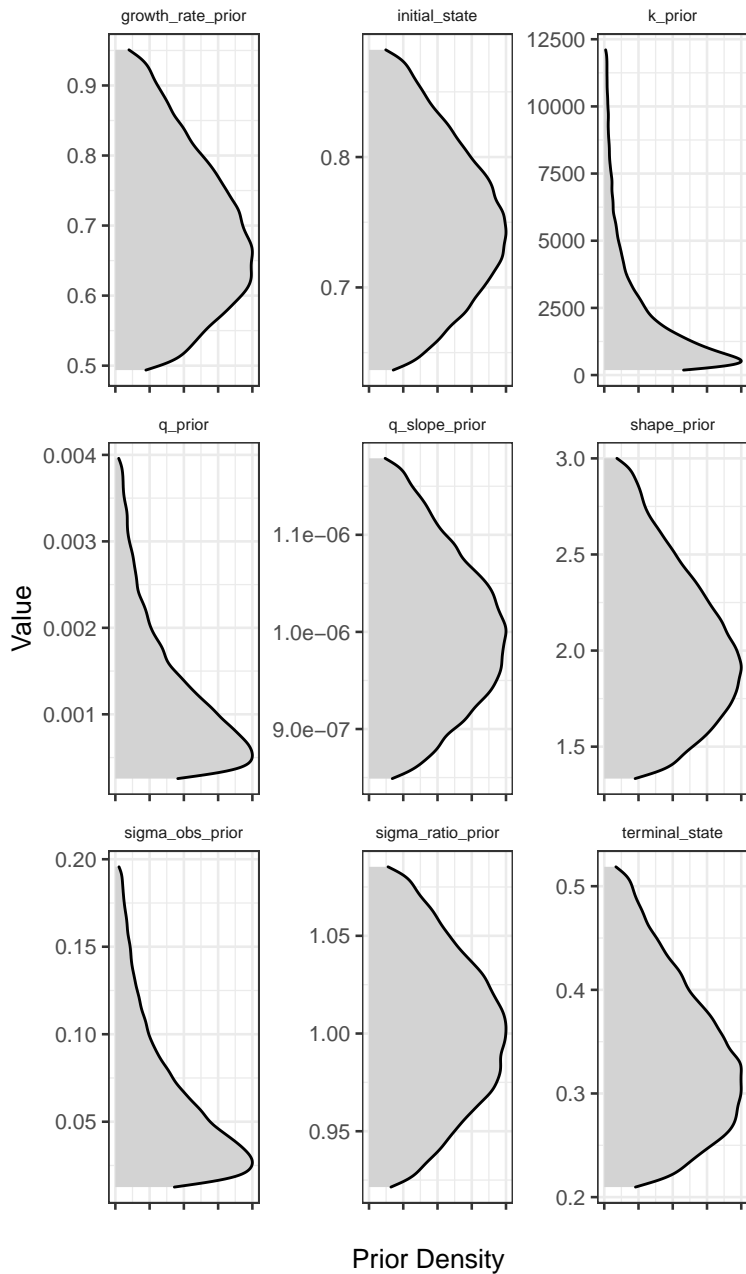 growth_rate_prior
initial_state
k_prior
0.9
0.8
0.7
0.6
0.5
0.8
0.7
12500
10000
7500
5000
2500
0
q_prior
q_slope_prior
shape_prior
0.004
0.003
0.002
0.001
1.1e−06
1.0e−06
9.0e−07
3.0
2.5
2.0
1.5
Value
sigma_obs_prior
sigma_ratio_prior
terminal_state
0.20
0.15
0.10
0.05
1.05
1.00
0.95
0.5
0.4
0.3
0.2
Prior Density